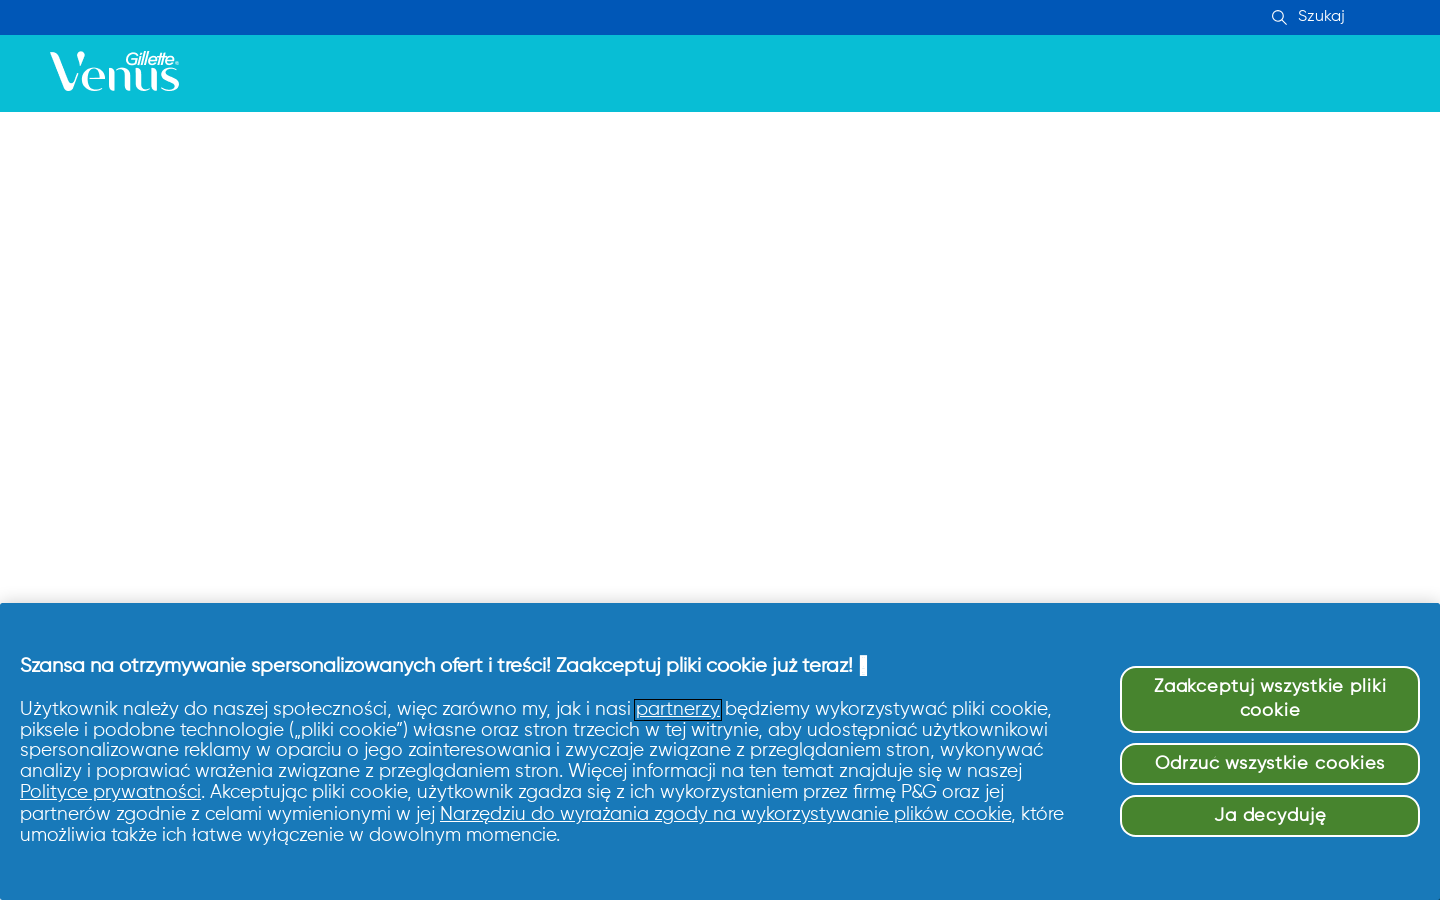 Szukaj
Gillette
Venus
Szansa na otrzymywanie spersonalizowanych ofert i treści! Zaakceptuj pliki cookie już teraz!
Użytkownik należy do naszej społeczności, więc zarówno my, jak i nasi partnerzy będziemy wykorzystywać pliki cookie,
piksele i podobne technologie („pliki cookie”) własne oraz stron trzecich w tej witrynie, aby udostępniać użytkownikowi
spersonalizowane reklamy w oparciu o jego zainteresowania i zwyczaje związane z przeglądaniem stron, wykonywać
analizy i poprawiać wrażenia związane z przeglądaniem stron. Więcej informacji na ten temat znajduje się w naszej
Polityce prywatności. Akceptując pliki cookie, użytkownik zgadza się z ich wykorzystaniem przez firmę P&G oraz jej
partnerów zgodnie z celami wymienionymi w jej Narzędziu do wyrażania zgody na wykorzystywanie plików cookie, które
umożliwia także ich łatwe wyłączenie w dowolnym momencie.
Zaakceptuj wszystkie pliki
cookie
Odrzuc wszystkie cookies
Ja decyduję